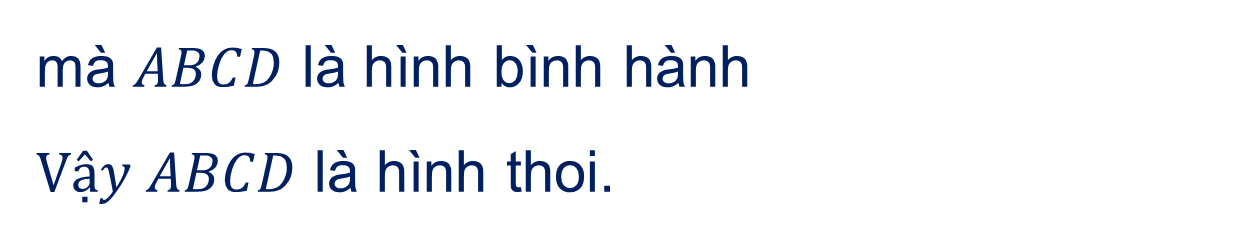 mà ABCD là hình bình hành
Vậy ABCD là hình thoi.